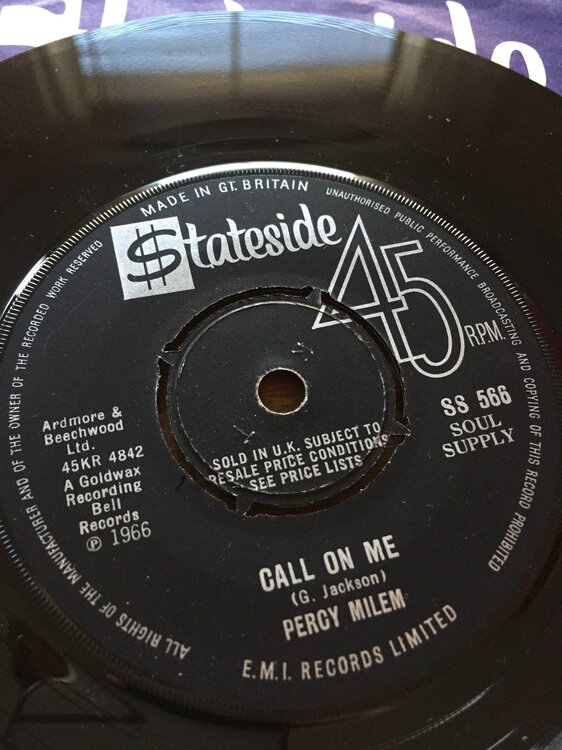 MADE IN GT. BRITAIN
UNAUTHORISED PUBLIC PERFORMANCE BROADCASTING AND COPYING OF THIS RECORD PROHIBITED
ALL RIGHTS OF THE MANUFACTURER AND OF THE OWNER OF THE RECORDED WORK RESERVED
$tateside
45
RPM.
SS 566
SOUL
SUPPLY
Ardmore &
Beechwood
Ltd.
45KR 4842
A Goldwax
Recording
Bell
Records
℗ 1966
SOLD IN U.K. SUBJECT TO
RESALE PRICE CONDITIONS
SEE PRICE LISTS
CALL ON ME
(G. Jackson)
PERCY MILEM
E.M.I. RECORDS LIMITED